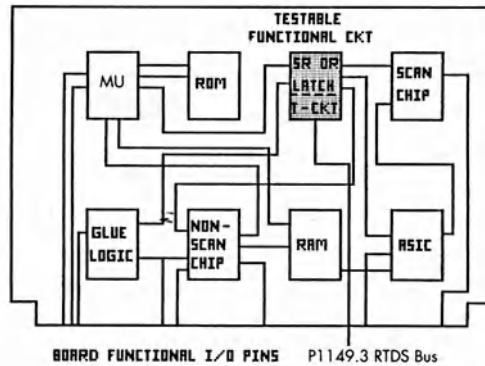 TESTABLE
FUNCTIONAL CKT
MU
ROM
SR OR
LATCH
T-CKT
SCAN
CHIP
GLUE
LOGIC
NON-
SCAN
CHIP
RAM
ASIC
BOARD FUNCTIONAL I/O PINS
P1149.3 RTDS Bus